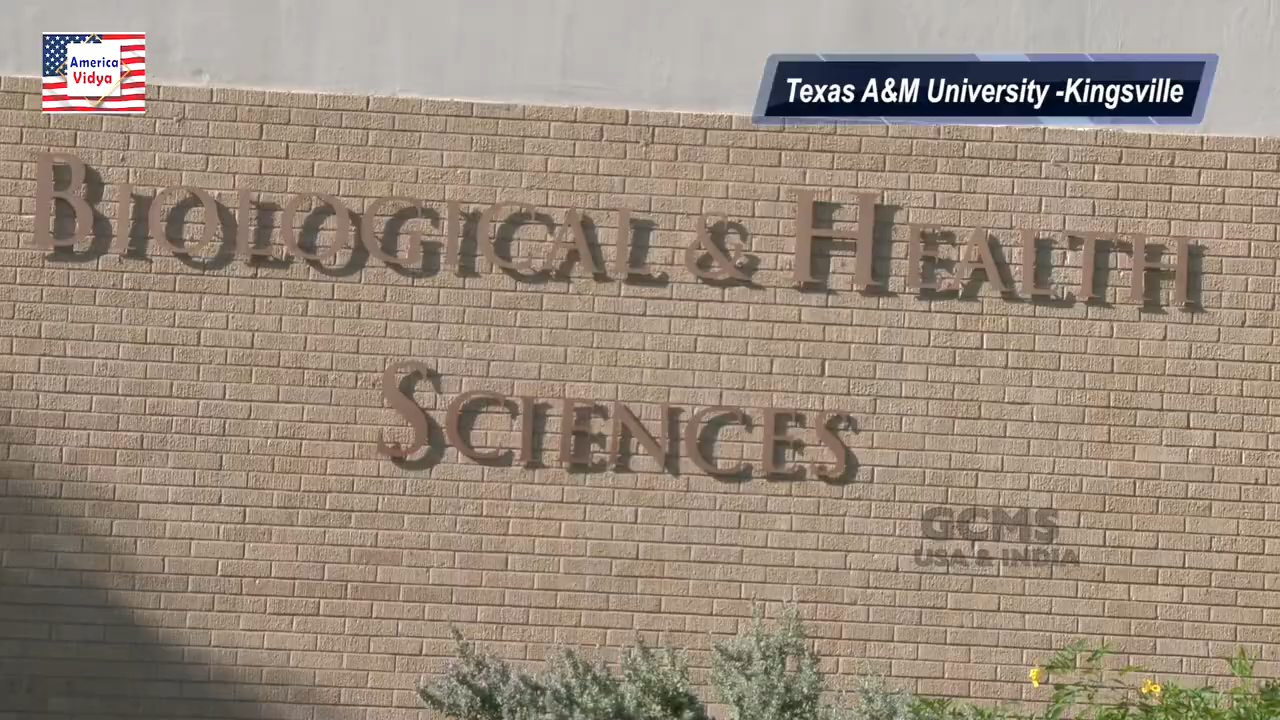 America
Vidya
Texas A&M University -Kingsville
BIOLOGICAL & HEALTH
SCIENCES
GCMS
USA & INDIA